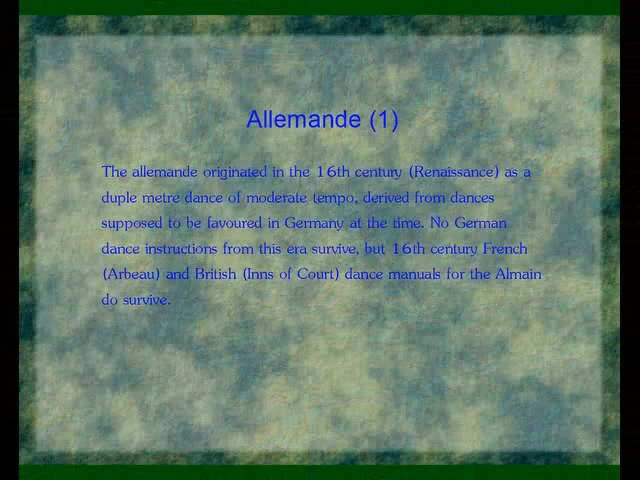 Allemande (1)
The allemande originated in the 16th century (Renaissance) as a
duple metre dance of moderate tempo, derived from dances
supposed to be favoured in Germany at the time. No German
dance instructions from this era survive, but 16th century French
(Arbeau) and British (Inns of Court) dance manuals for the Almain
do survive.